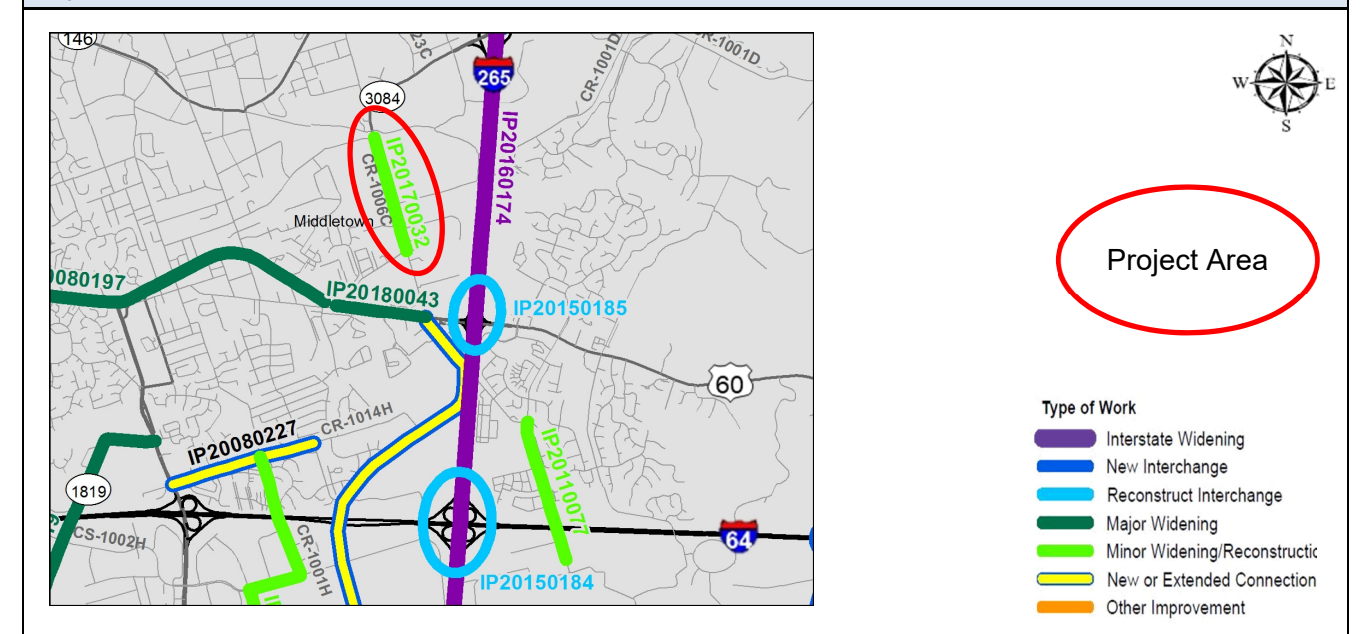 146
23C
265
CR-1001D
CR-1001D
3084
IP20170032
CR-1006C
IP20160174
Middletown
0080197
IP20180043
IP20150185
60
IP20080227
CR-1014H
IP20110077
1819
CS-1002H
CR-1001H
64
IP20150184
N
W
E
S
Project Area
Type of Work
Interstate Widening
New Interchange
Reconstruct Interchange
Major Widening
Minor Widening/Reconstructic
New or Extended Connection
Other Improvement